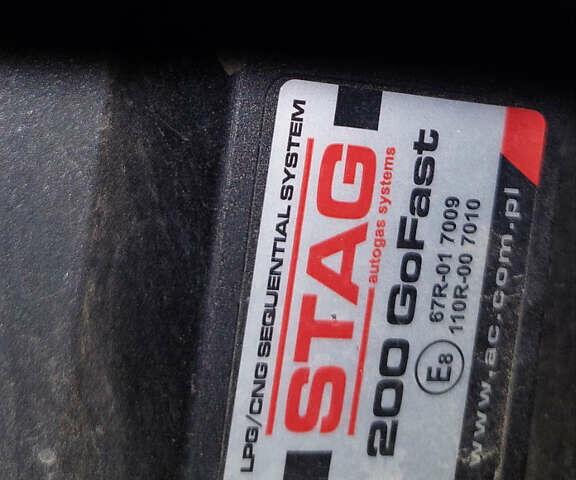 LPG/CNG SEQUENTIAL SYSTEM
STAG
autogas systems
200 GoFast
E8 67R-01 7009
110R-00 7010
www.ac.com.pl